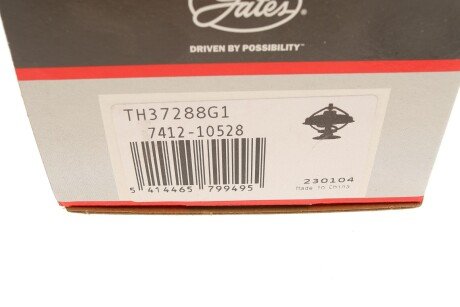 Gates
DRIVEN BY POSSIBILITY™
TH37288G1
7412-10528
5 414465 799495
230104
Made in China